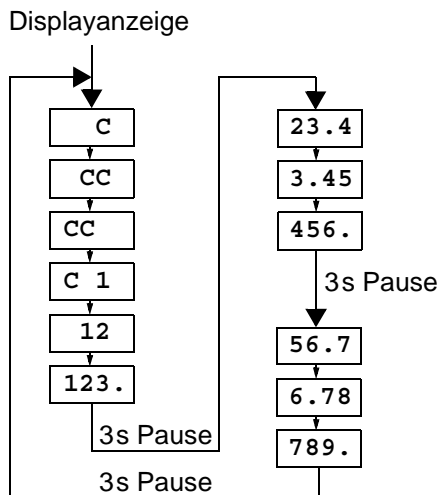 Displayanzeige
C
CC
CC
C 1
12
123.
3s Pause
23.4
3.45
456.
3s Pause
56.7
6.78
789.
3s Pause